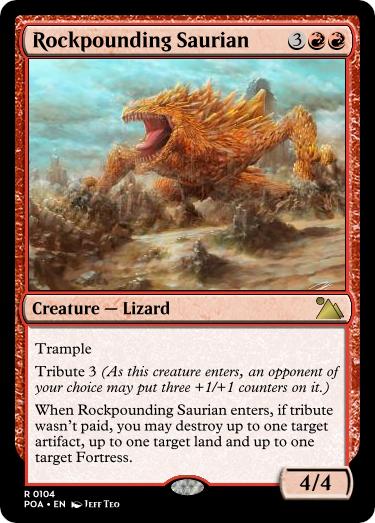 Rockpounding Saurian 3
Creature — Lizard
Trample
Tribute 3 (As this creature enters, an opponent of
your choice may put three +1/+1 counters on it.)
When Rockpounding Saurian enters, if tribute
wasn't paid, you may destroy up to one target
artifact, up to one target land and up to one
target Fortress.
4/4
R 0104
POA • EN Jeff Teo